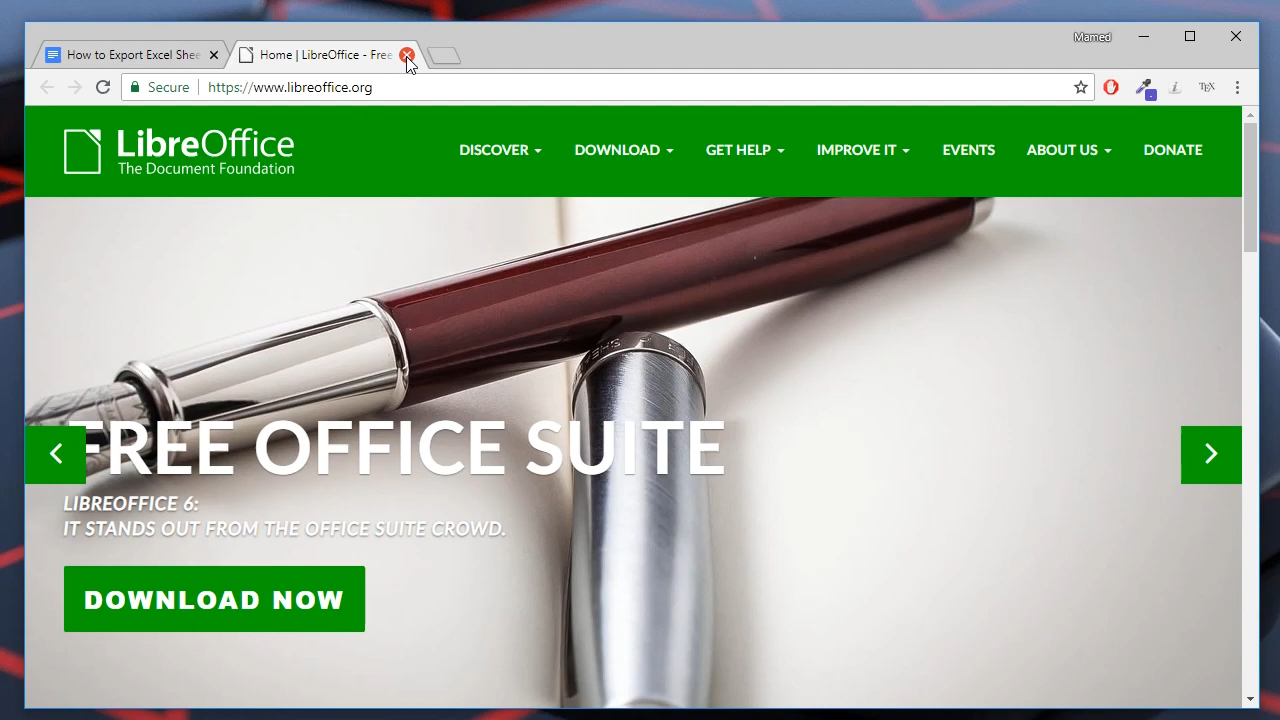 Mamed
How to Export Excel Shee
Home | LibreOffice - Free
Secure
https://www.libreoffice.org
TEX
LibreOffice
The Document Foundation
DISCOVER DOWNLOAD GET HELP IMPROVE IT EVENTS ABOUT US DONATE
FREE OFFICE SUITE
LIBREOFFICE 6:
IT STANDS OUT FROM THE OFFICE SUITE CROWD.
DOWNLOAD NOW